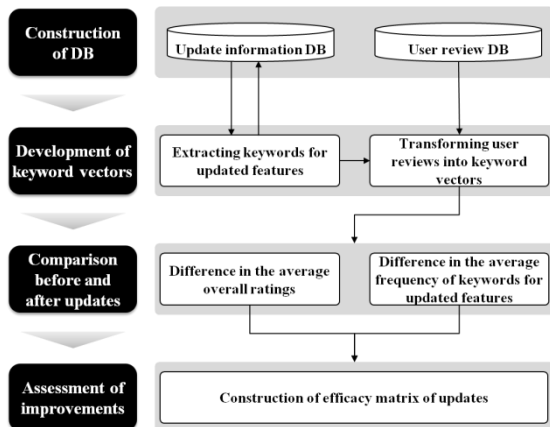 Construction
of DB
Update information DB
User review DB
Development of
keyword vectors
Extracting keywords for
updated features
Transforming user
reviews into keyword
vectors
Comparison
before and
after updates
Difference in the average
overall ratings
Difference in the average
frequency of keywords for
updated features
Assessment of
improvements
Construction of efficacy matrix of updates